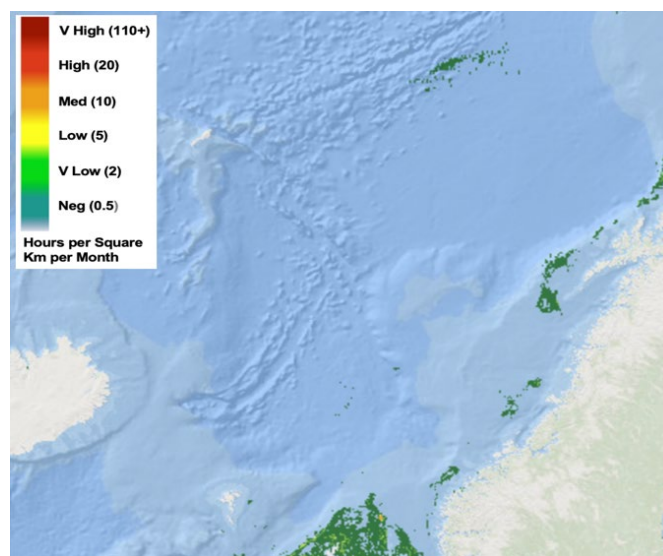 V High (110+)
High (20)
Med (10)
Low (5)
V Low (2)
Neg (0.5)
Hours per Square
Km per Month